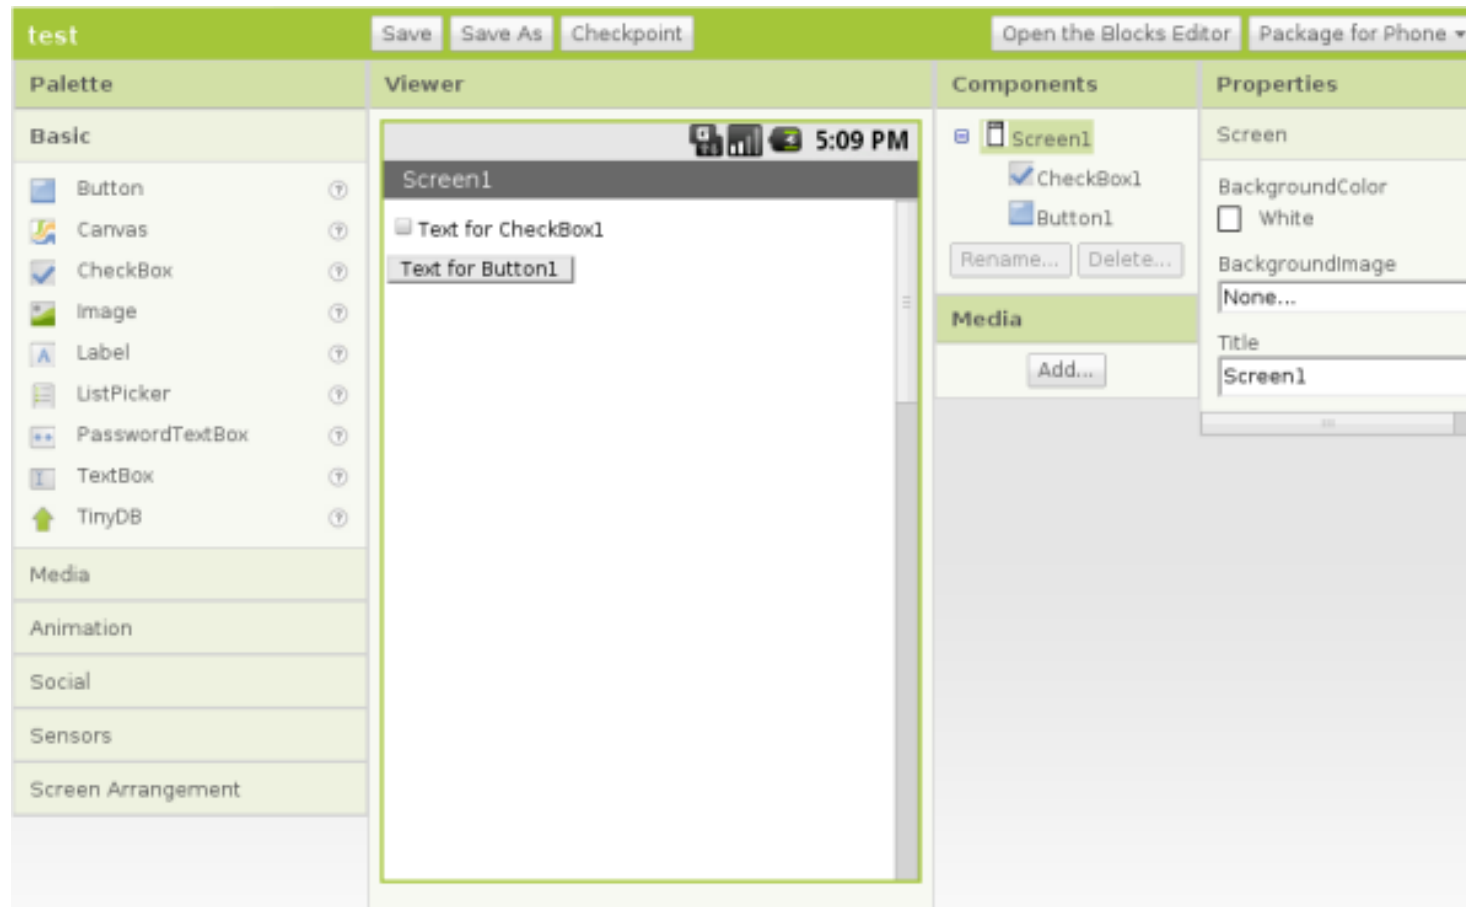 test
Save
Save As
Checkpoint
Open the Blocks Editor
Package for Phone
Palette
Basic
Button
Canvas
CheckBox
Image
Label
ListPicker
PasswordTextBox
TextBox
TinyDB
Media
Animation
Social
Sensors
Screen Arrangement
Viewer
5:09 PM
Screen1
Text for CheckBox1
Text for Button1
Components
Screen1
CheckBox1
Button1
Rename...
Delete...
Media
Add...
Properties
Screen
BackgroundColor
White
BackgroundImage
None...
Title
Screen1